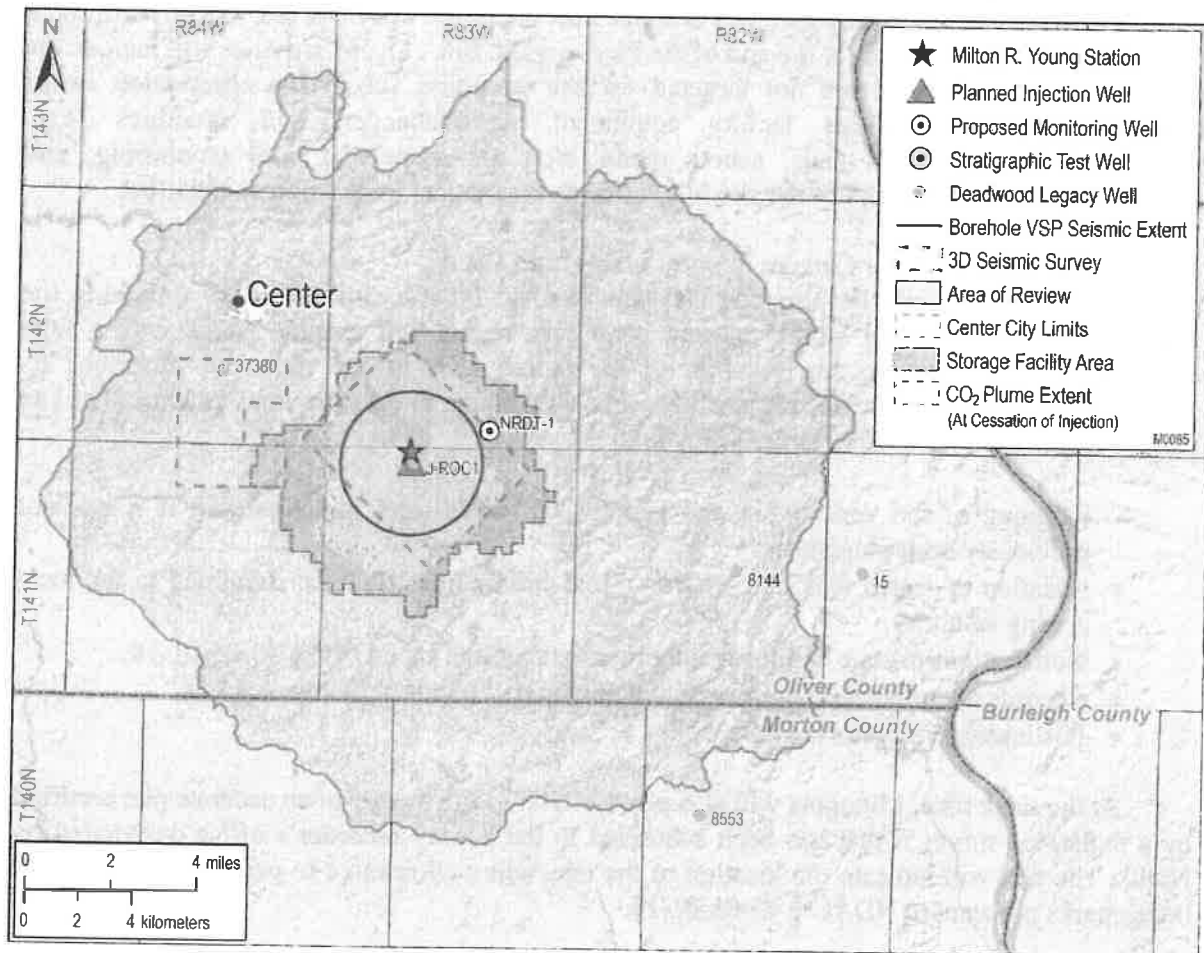 N
R84W
R83W
R82W
T143N
T142N
T141N
T140N
Milton R. Young Station
Planned Injection Well
Proposed Monitoring Well
Stratigraphic Test Well
Deadwood Legacy Well
Borehole VSP Seismic Extent
3D Seismic Survey
Area of Review
Center City Limits
Storage Facility Area
CO₂ Plume Extent
(At Cessation of Injection)
M0085
Center
37380
NRDT-1
J-ROC1
8144
15
Oliver County
Morton County
Burleigh County
8553
0 2 4 miles
0 2 4 kilometers